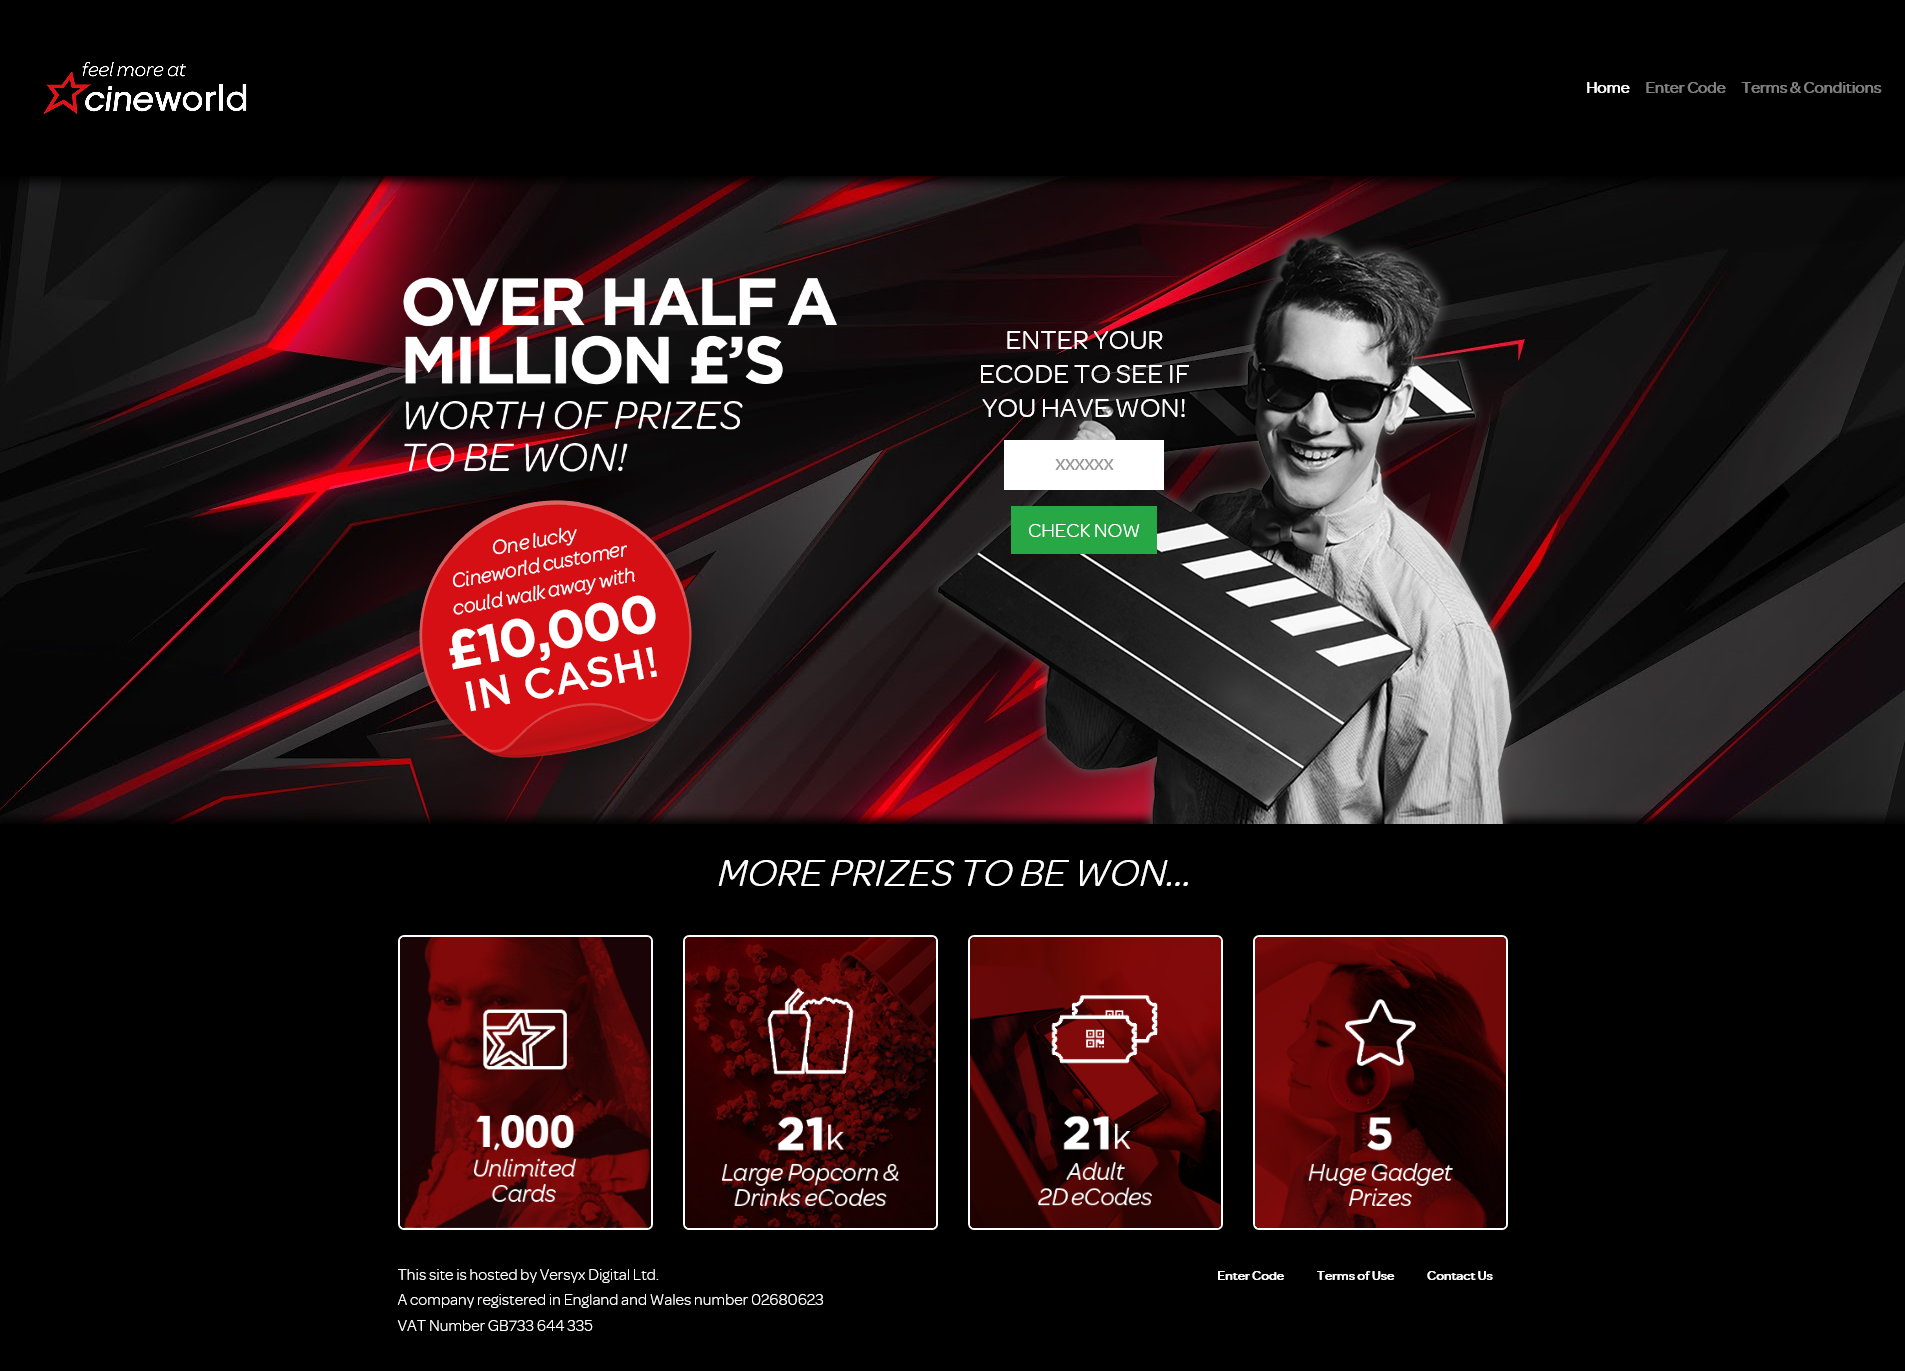 feel more at
cineworld
Home Enter Code Terms & Conditions
OVER HALF A
MILLION £'S
WORTH OF PRIZES
TO BE WON!
One lucky
Cineworld customer
could walk away with
£10,000
IN CASH!
ENTER YOUR
ECODE TO SEE IF
YOU HAVE WON!
XXXXXX
CHECK NOW
MORE PRIZES TO BE WON...
1,000
Unlimited
Cards
21k
Large Popcorn &
Drinks eCodes
21k
Adult
2D eCodes
5
Huge Gadget
Prizes
This site is hosted by Versyx Digital Ltd.
A company registered in England and Wales number 02680623
VAT Number GB733 644 335
Enter Code Terms of Use Contact Us